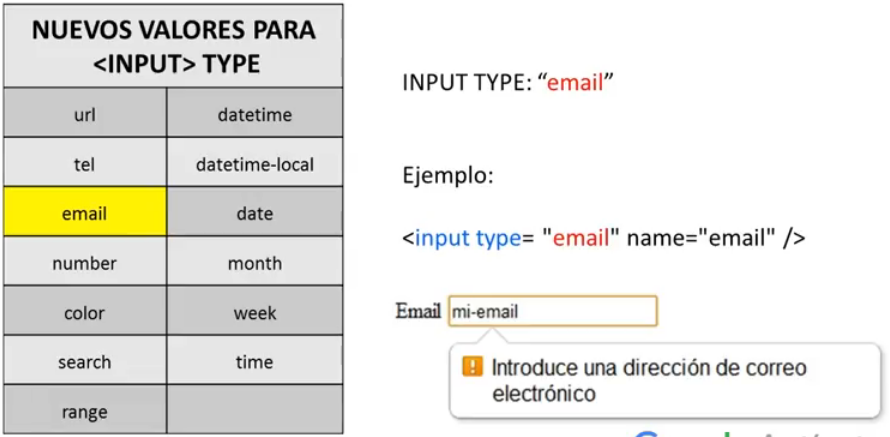 NUEVOS VALORES PARA
<INPUT> TYPE
url datetime
tel datetime-local
email date
number month
color week
search time
range
INPUT TYPE: “email”
Ejemplo:
<input type= "email" name="email" />
Email mi-email
Introduce una dirección de correo
electrónico